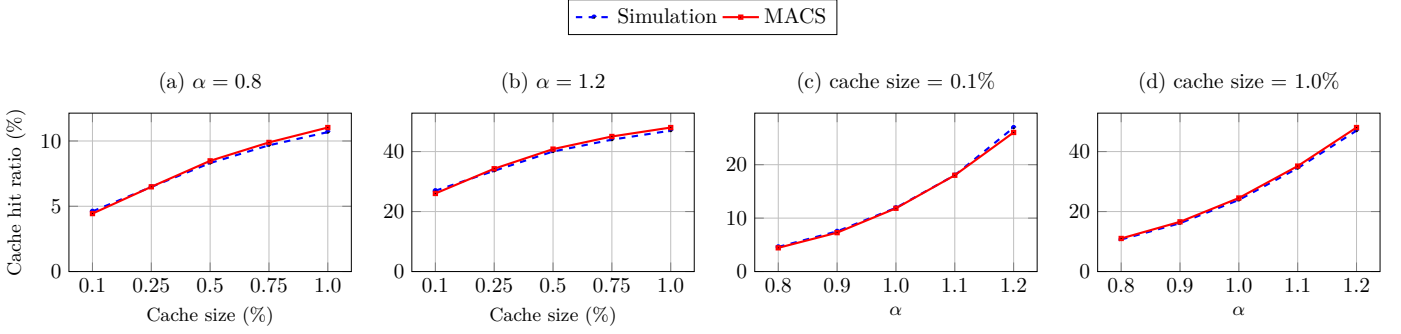 Simulation MACS
(a) α = 0.8
Cache hit ratio (%)
10
5
0
0.1 0.25 0.5 0.75 1.0
Cache size (%)
(b) α = 1.2
40
20
0
0.1 0.25 0.5 0.75 1.0
Cache size (%)
(c) cache size = 0.1%
20
10
0
0.8 0.9 1.0 1.1 1.2
α
(d) cache size = 1.0%
40
20
0
0.8 0.9 1.0 1.1 1.2
α